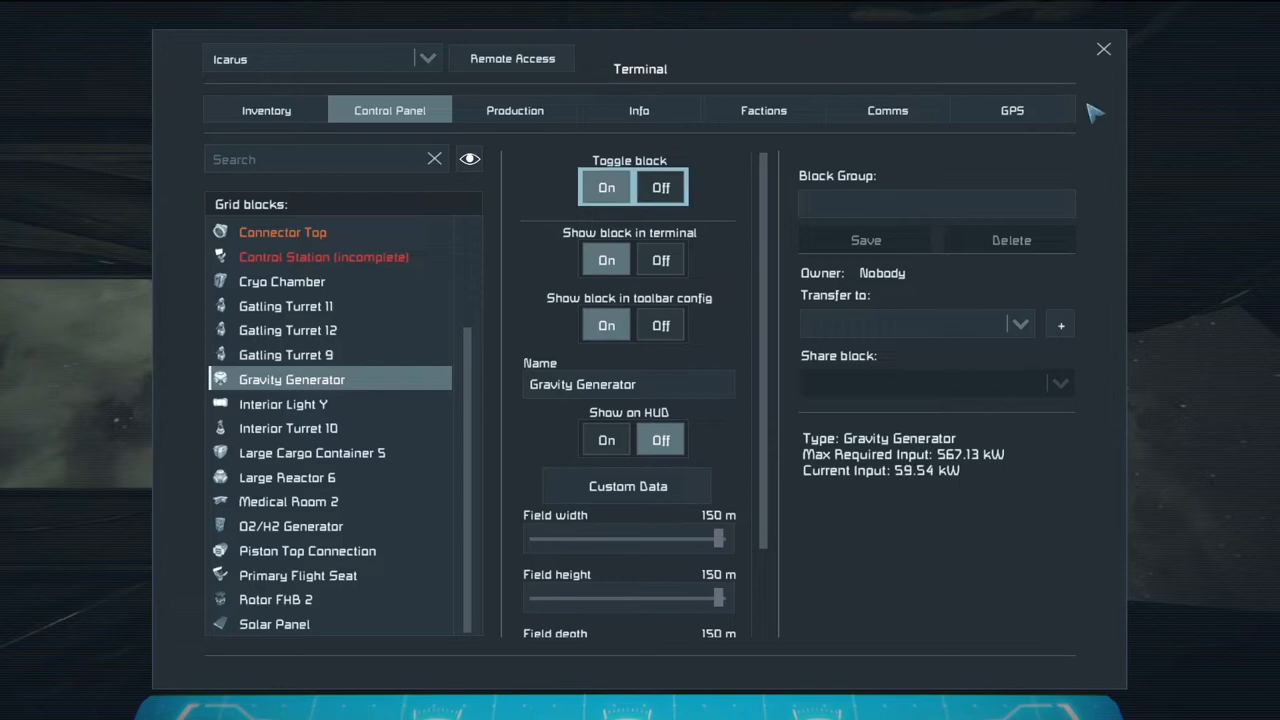 Icarus
Remote Access
Terminal
Inventory
Control Panel
Production
Info
Factions
Comms
GPS
Search
Grid blocks:
Connector Top
Control Station (incomplete)
Cryo Chamber
Gatling Turret 11
Gatling Turret 12
Gatling Turret 9
Gravity Generator
Interior Light Y
Interior Turret 10
Large Cargo Container 5
Large Reactor 6
Medical Room 2
O2/H2 Generator
Piston Top Connection
Primary Flight Seat
Rotor FHB 2
Solar Panel
Toggle block
On Off
Show block in terminal
On Off
Show block in toolbar config
On Off
Name
Gravity Generator
Show on HUD
On Off
Custom Data
Field width 150 m
Field height 150 m
Field depth 150 m
Block Group:
Save Delete
Owner: Nobody
Transfer to:
+
Share block:
Type: Gravity Generator
Max Required Input: 567.13 kW
Current Input: 59.54 kW